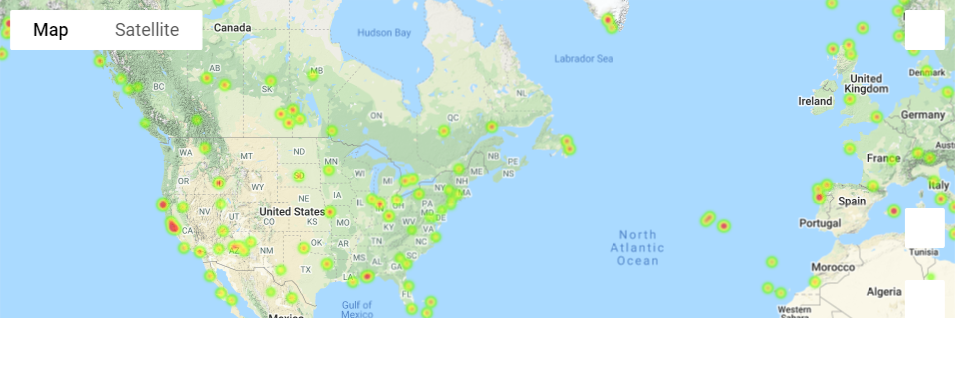 Map
Satellite
Canada
Hudson Bay
Labrador Sea
AB
MB
SK
BC
NL
United
Kingdom
Denmark
Ireland
ON
QC
Germany
WA
MT
ND
MN
NB
PE
NS
ME
France
Austr
OR
SD
WI
MI
NY
NH
MA
WY
IA
Italy
NE
IL
IN
OH
PA
Spain
NV
UT
United States
CO
KS
MO
KY
WV
MD
DE
VA
Portugal
CA
North
Atlantic
Ocean
AZ
NM
OK
AR
TN
NC
SC
MS
AL
GA
Tunisia
TX
LA
Morocco
FL
Algeria
Gulf of
Mexico
Mexico
Western
Sahara